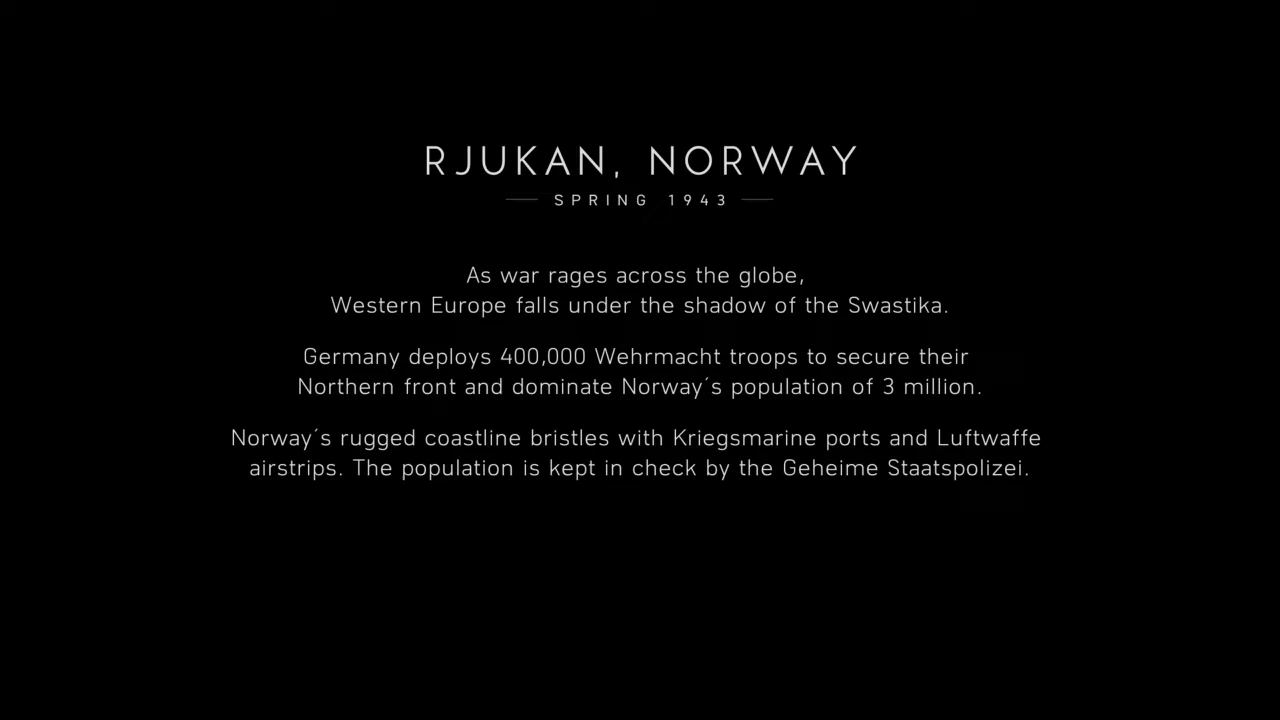 RJUKAN, NORWAY
SPRING 1943
As war rages across the globe,
Western Europe falls under the shadow of the Swastika.
Germany deploys 400,000 Wehrmacht troops to secure their
Northern front and dominate Norway´s population of 3 million.
Norway´s rugged coastline bristles with Kriegsmarine ports and Luftwaffe
airstrips. The population is kept in check by the Geheime Staatspolizei.